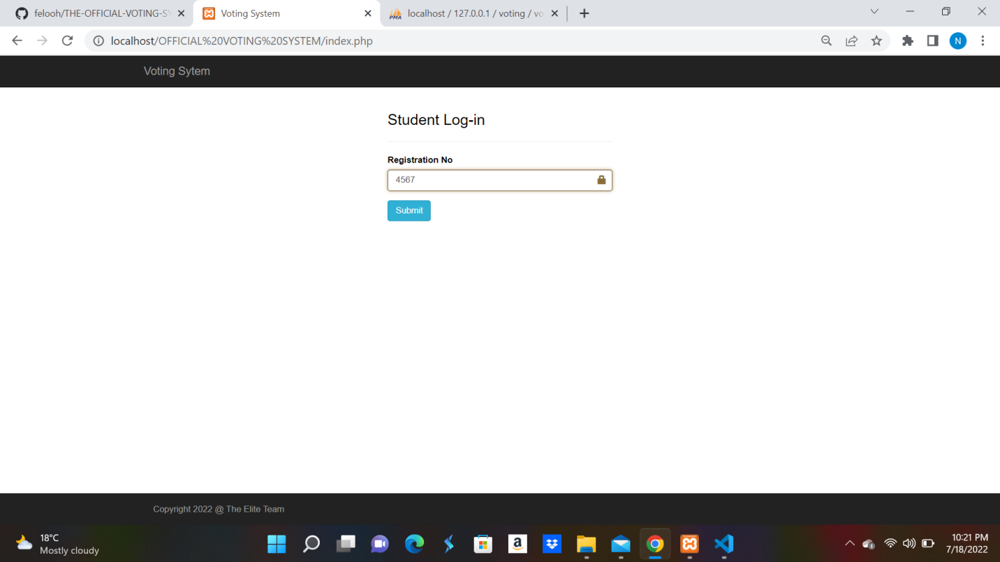 felooh/THE-OFFICIAL-VOTING-SY
Voting System
localhost / 127.0.0.1 / voting / vo
localhost/OFFICIAL%20VOTING%20SYSTEM/index.php
N
Voting Sytem
Student Log-in
Registration No
4567
Submit
Copyright 2022 @ The Elite Team
18°C
Mostly cloudy
10:21 PM
7/18/2022